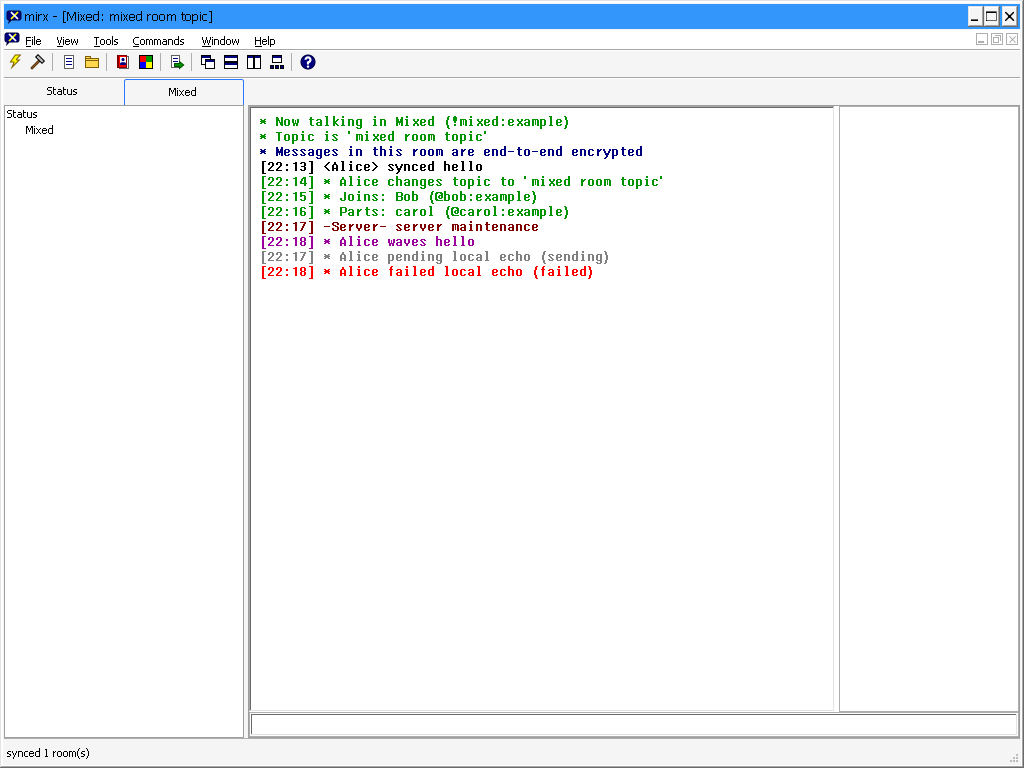 mirx - [Mixed: mixed room topic]
File View Tools Commands Window Help
Status Mixed
Status
Mixed
* Now talking in Mixed (!mixed:example)
* Topic is 'mixed room topic'
* Messages in this room are end-to-end encrypted
[22:13] <Alice> synced hello
[22:14] * Alice changes topic to 'mixed room topic'
[22:15] * Joins: Bob (@bob:example)
[22:16] * Parts: carol (@carol:example)
[22:17] -Server- server maintenance
[22:18] * Alice waves hello
[22:17] * Alice pending local echo (sending)
[22:18] * Alice failed local echo (failed)
synced 1 room(s)